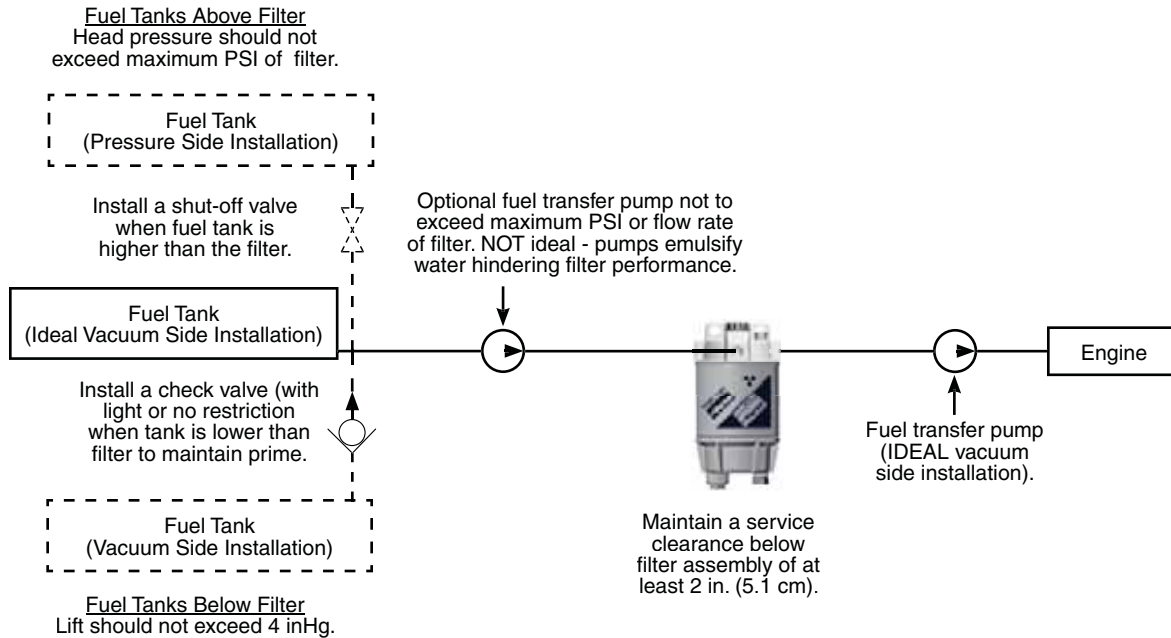 Fuel Tanks Above Filter
Head pressure should not
exceed maximum PSI of filter.
Fuel Tank
(Pressure Side Installation)
Install a shut-off valve
when fuel tank is
higher than the filter.
Optional fuel transfer pump not to
exceed maximum PSI or flow rate
of filter. NOT ideal - pumps emulsify
water hindering filter performance.
Fuel Tank
(Ideal Vacuum Side Installation)
Engine
Install a check valve (with
light or no restriction
when tank is lower than
filter to maintain prime.
Fuel transfer pump
(IDEAL vacuum
side installation).
Fuel Tank
(Vacuum Side Installation)
Maintain a service
clearance below
filter assembly of at
least 2 in. (5.1 cm).
Fuel Tanks Below Filter
Lift should not exceed 4 inHg.